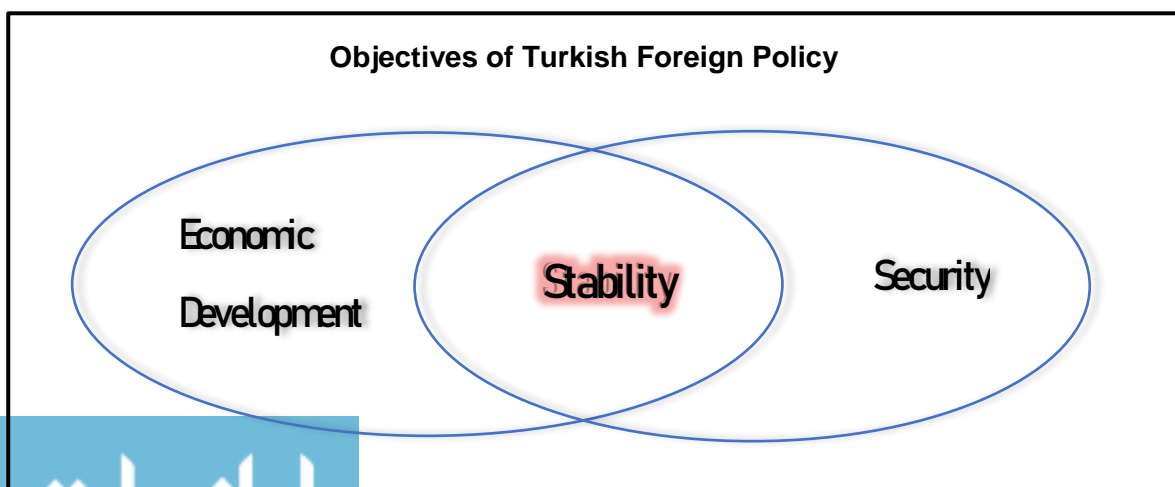 Objectives of Turkish Foreign Policy
Economic
Development
Stability
Security